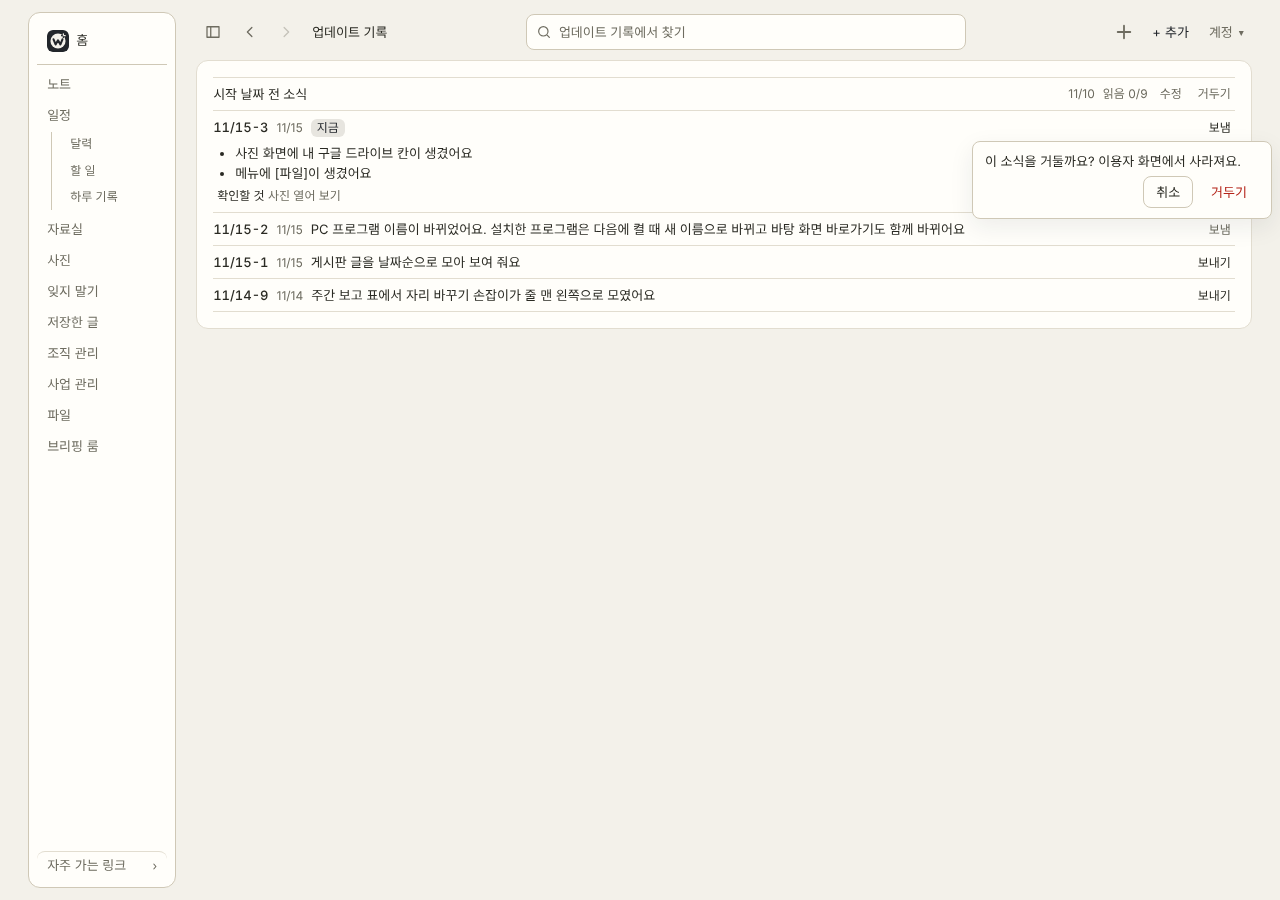 홈
노트
일정
달력
할 일
하루 기록
자료실
사진
잊지 말기
저장한 글
조직 관리
사업 관리
파일
브리핑 룸
자주 가는 링크 ›
업데이트 기록
업데이트 기록에서 찾기
+ 추가
계정 ▾
시작 날짜 전 소식 11/10 읽음 0/9 수정 거두기
11/15-3 11/15 지금 보냄
• 사진 화면에 내 구글 드라이브 칸이 생겼어요
• 메뉴에 [파일]이 생겼어요
확인할 것 사진 열어 보기
이 소식을 거둘까요? 이용자 화면에서 사라져요.
취소 거두기
11/15-2 11/15 PC 프로그램 이름이 바뀌었어요. 설치한 프로그램은 다음에 켤 때 새 이름으로 바뀌고 바탕 화면 바로가기도 함께 바뀌어요 보냄
11/15-1 11/15 게시판 글을 날짜순으로 모아 보여 줘요 보내기
11/14-9 11/14 주간 보고 표에서 자리 바꾸기 손잡이가 줄 맨 왼쪽으로 모였어요 보내기